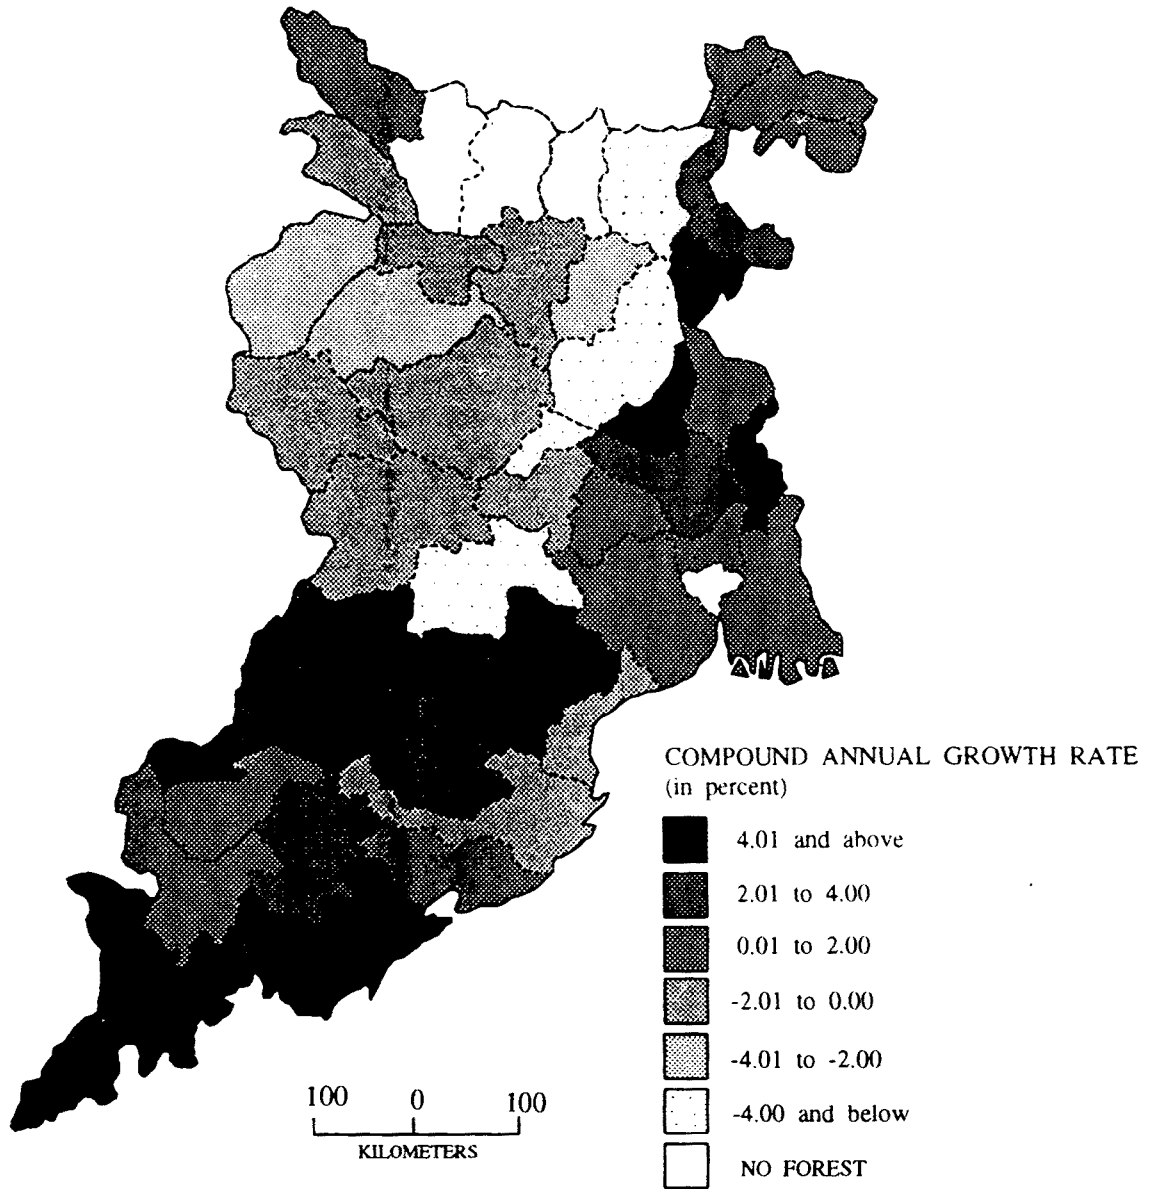 COMPOUND ANNUAL GROWTH RATE
(in percent)
4.01 and above
2.01 to 4.00
0.01 to 2.00
-2.01 to 0.00
-4.01 to -2.00
-4.00 and below
NO FOREST
100 0 100
KILOMETERS